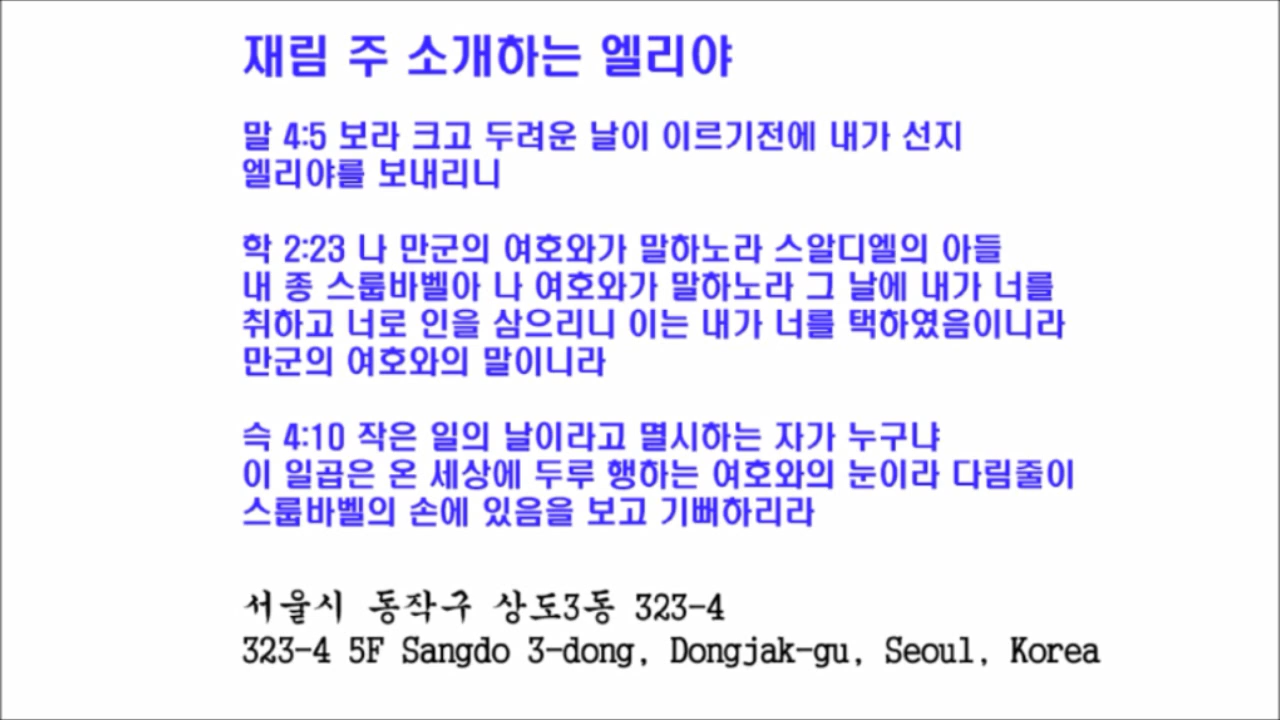 재림 주 소개하는 엘리야
말 4:5 보라 크고 두려운 날이 이르기전에 내가 선지
엘리야를 보내리니
학 2:23 나 만군의 여호와가 말하노라 스알디엘의 아들
내 종 스룹바벨아 나 여호와가 말하노라 그 날에 내가 너를
취하고 너로 인을 삼으리니 이는 내가 너를 택하였음이니라
만군의 여호와의 말이니라
슥 4:10 작은 일의 날이라고 멸시하는 자가 누구냐
이 일곱은 온 세상에 두루 행하는 여호와의 눈이라 다림줄이
스룹바벨의 손에 있음을 보고 기뻐하리라
서울시 동작구 상도3동 323-4
323-4 5F Sangdo 3-dong, Dongjak-gu, Seoul, Korea